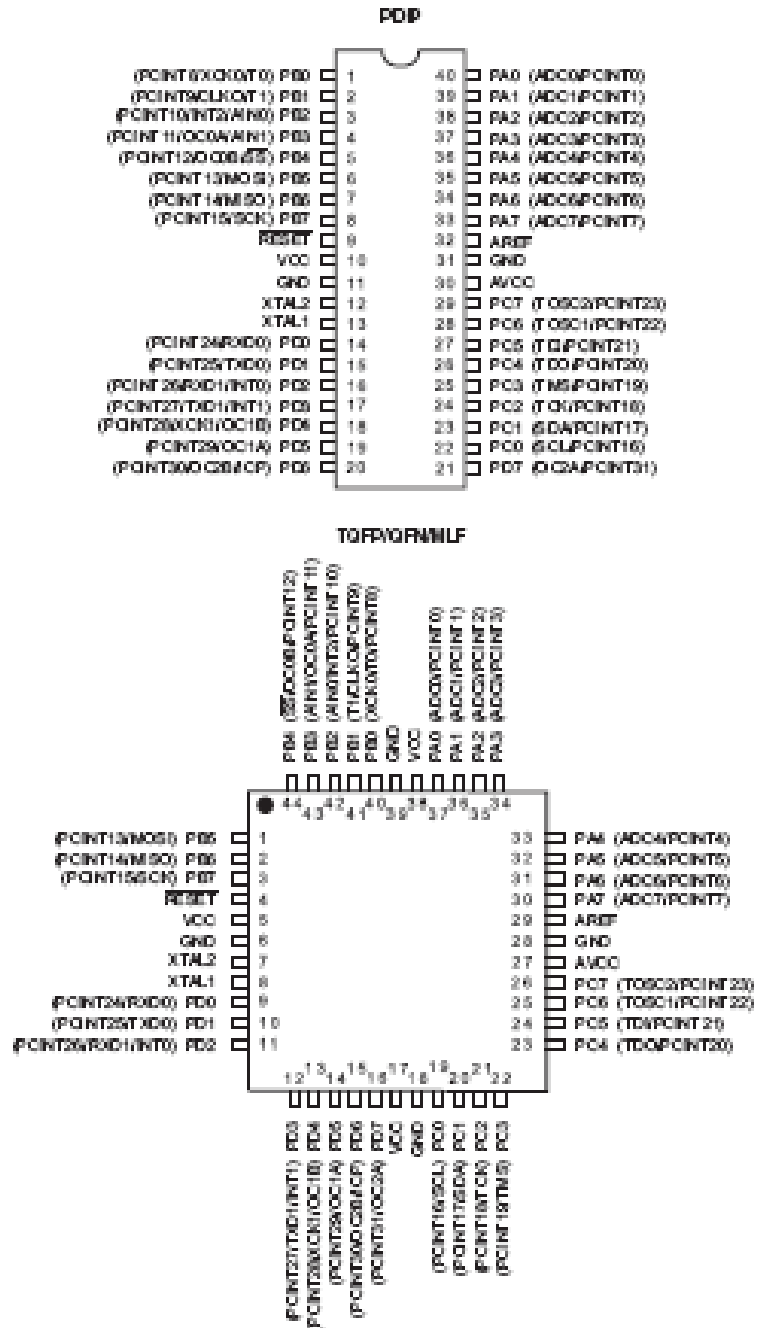 PDIP
(PCINT8/XCK0/T0) PB0 1
(PCINT9/CLKO/T1) PB1 2
(PCINT10/INT2/AIN0) PB2 3
(PCINT11/OC0A/AIN1) PB3 4
(PCINT12/OC0B/SS) PB4 5
(PCINT13/MOSI) PB5 6
(PCINT14/MISO) PB6 7
(PCINT15/SCK) PB7 8
RESET 9
VCC 10
GND 11
XTAL2 12
XTAL1 13
(PCINT24/RXD0) PD0 14
(PCINT25/TXD0) PD1 15
(PCINT26/RXD1/INT0) PD2 16
(PCINT27/TXD1/INT1) PD3 17
(PCINT28/XCK1/OC1B) PD4 18
(PCINT29/OC1A) PD5 19
(PCINT30/OC2B/ICP) PD6 20
40 PA0 (ADC0/PCINT0)
39 PA1 (ADC1/PCINT1)
38 PA2 (ADC2/PCINT2)
37 PA3 (ADC3/PCINT3)
36 PA4 (ADC4/PCINT4)
35 PA5 (ADC5/PCINT5)
34 PA6 (ADC6/PCINT6)
33 PA7 (ADC7/PCINT7)
32 AREF
31 GND
30 AVCC
29 PC7 (TOSC2/PCINT23)
28 PC6 (TOSC1/PCINT22)
27 PC5 (TDI/PCINT21)
26 PC4 (TDO/PCINT20)
25 PC3 (TMS/PCINT19)
24 PC2 (TCK/PCINT18)
23 PC1 (SDA/PCINT17)
22 PC0 (SCL/PCINT16)
21 PD7 (OC2A/PCINT31)
TQFP/QFN/MLF
PB4 (SS/OC0B/PCINT12)
PB3 (AIN1/OC0A/PCINT11)
PB2 (AIN0/INT2/PCINT10)
PB1 (T1/CLKO/PCINT9)
PB0 (XCK0/T0/PCINT8)
GND
VCC
PA0 (ADC0/PCINT0)
PA1 (ADC1/PCINT1)
PA2 (ADC2/PCINT2)
PA3 (ADC3/PCINT3)
44 43 42 41 40 39 38 37 36 35 34
(PCINT13/MOSI) PB5 1
(PCINT14/MISO) PB6 2
(PCINT15/SCK) PB7 3
RESET 4
VCC 5
GND 6
XTAL2 7
XTAL1 8
(PCINT24/RXD0) PD0 9
(PCINT25/TXD0) PD1 10
(PCINT26/RXD1/INT0) PD2 11
33 PA4 (ADC4/PCINT4)
32 PA5 (ADC5/PCINT5)
31 PA6 (ADC6/PCINT6)
30 PA7 (ADC7/PCINT7)
29 AREF
28 GND
27 AVCC
26 PC7 (TOSC2/PCINT23)
25 PC6 (TOSC1/PCINT22)
24 PC5 (TDI/PCINT21)
23 PC4 (TDO/PCINT20)
12 13 14 15 16 17 18 19 20 21 22
(PCINT27/TXD1/INT1) PD3
(PCINT28/XCK1/OC1B) PD4
(PCINT29/OC1A) PD5
(PCINT30/OC2B/ICP) PD6
(PCINT31/OC2A) PD7
VCC
GND
(PCINT16/SCL) PC0
(PCINT17/SDA) PC1
(PCINT18/TCK) PC2
(PCINT19/TMS) PC3